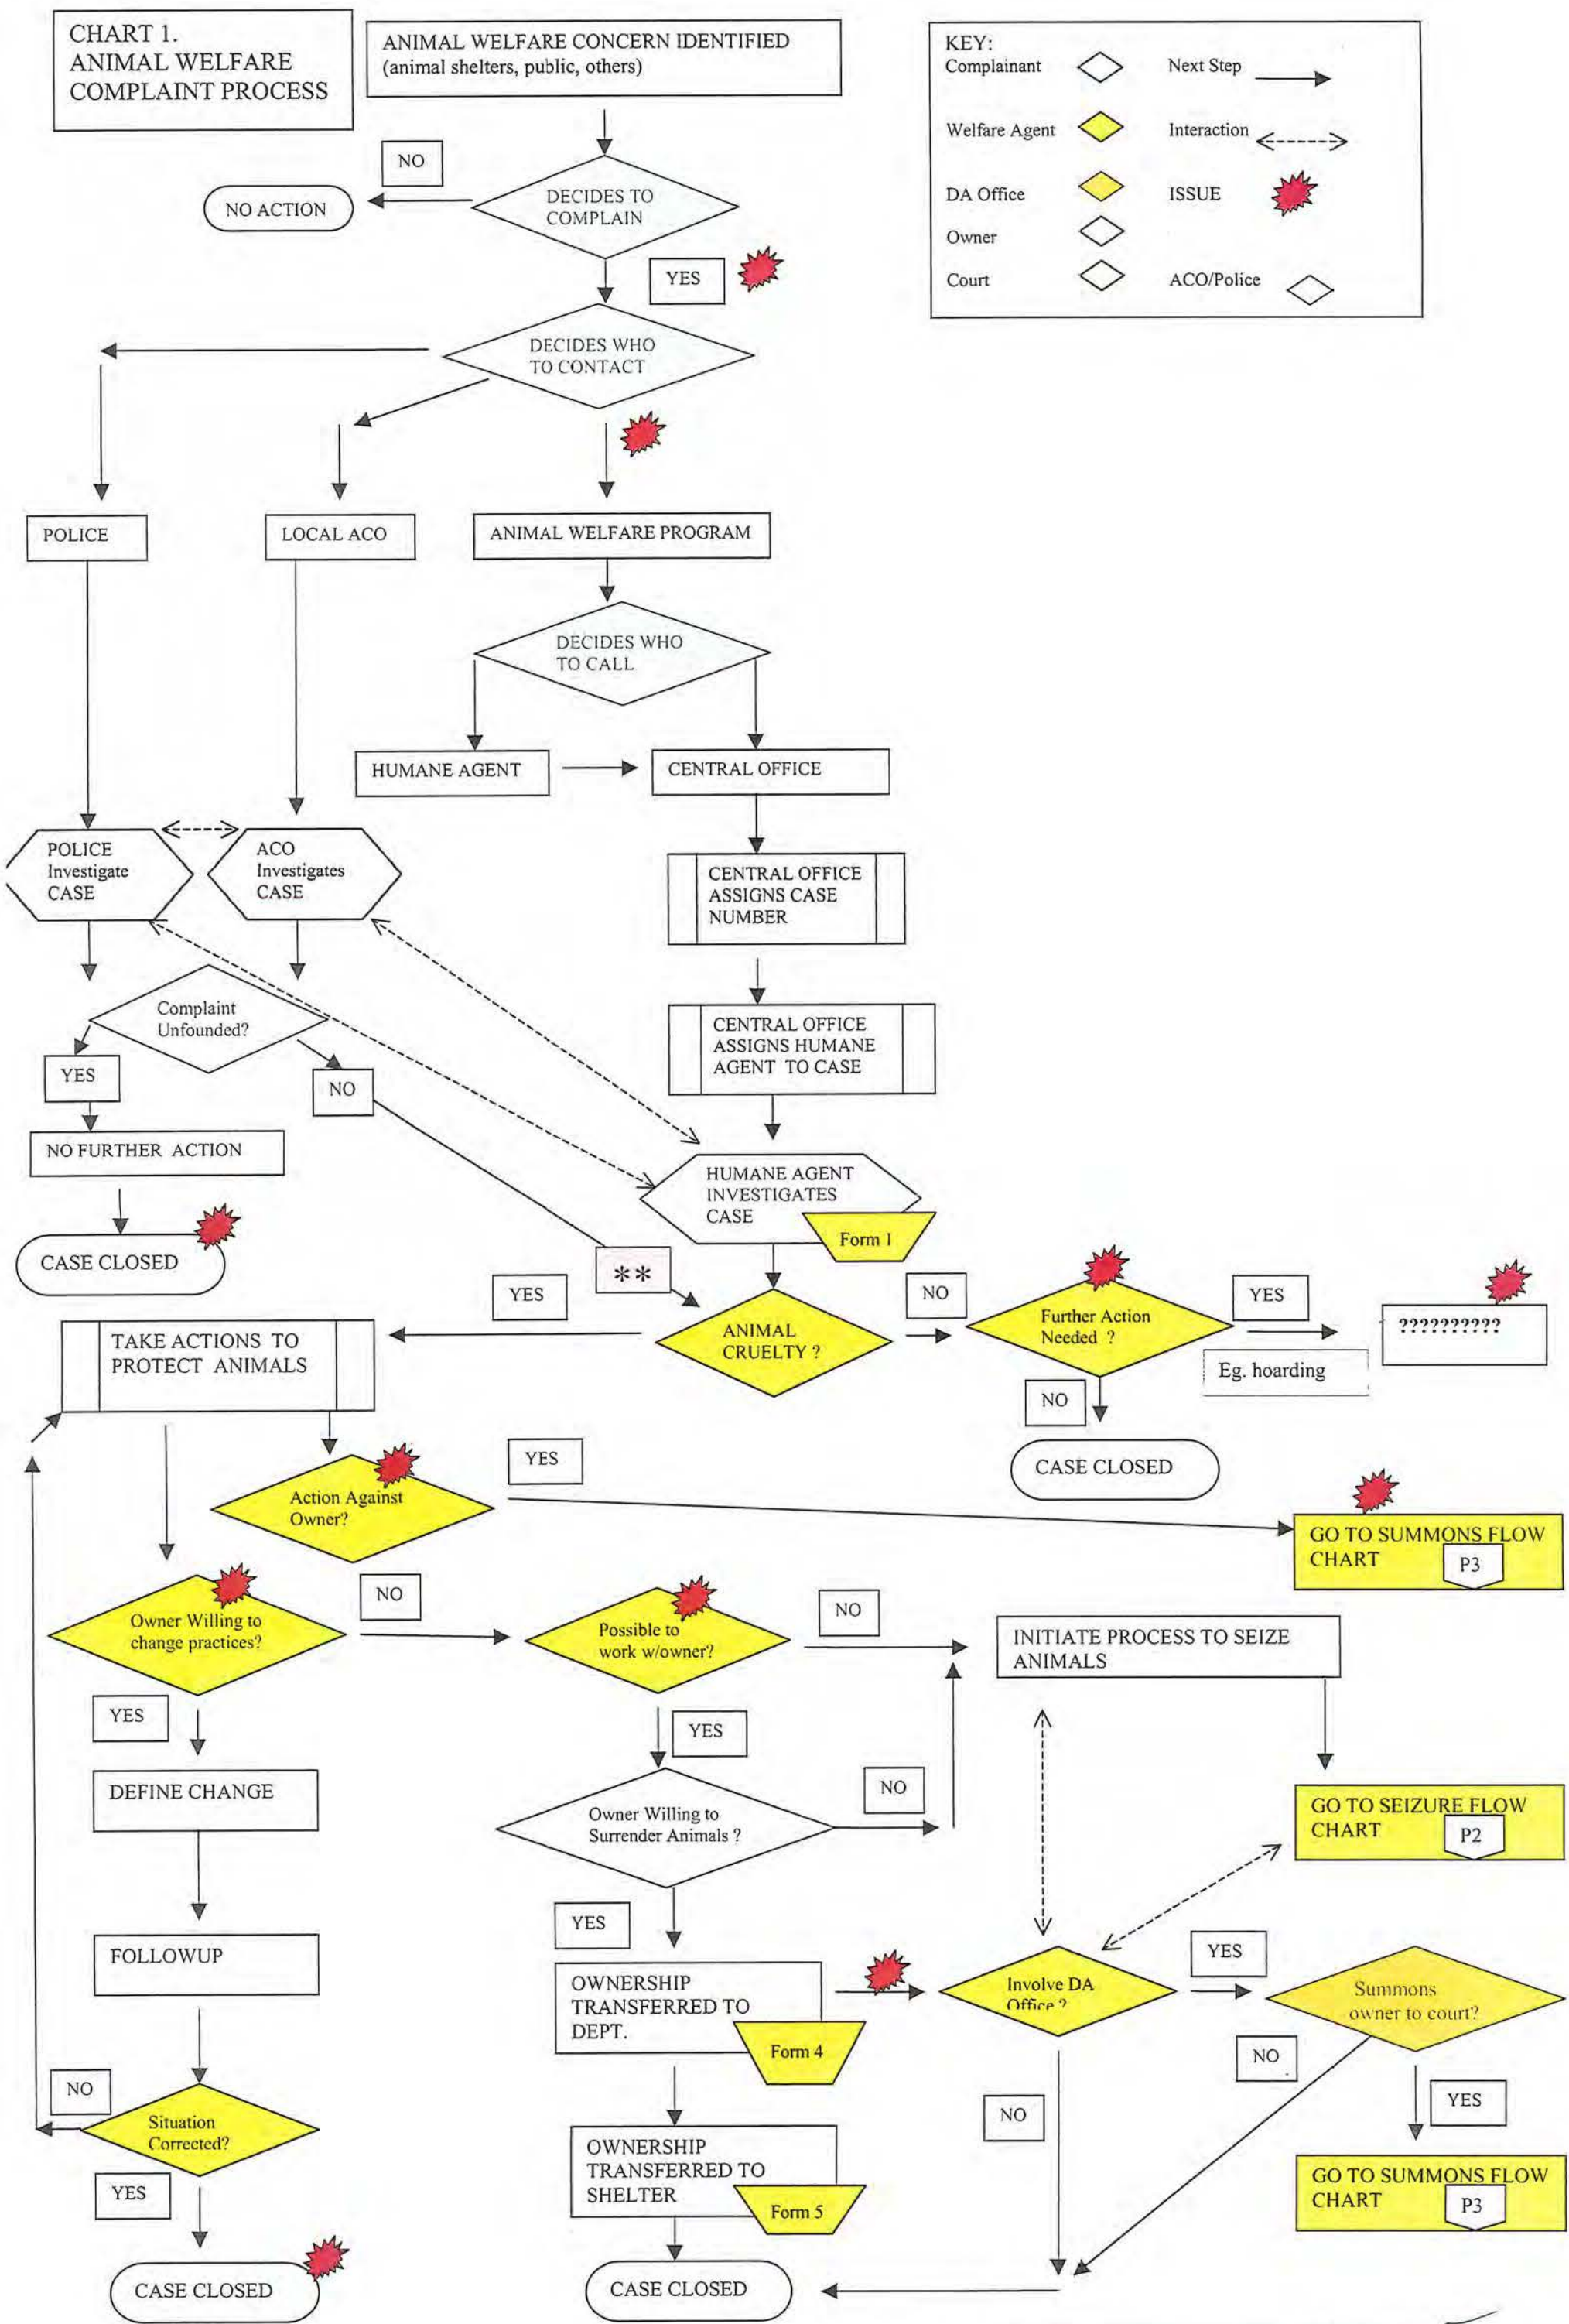 CHART 1.
ANIMAL WELFARE
COMPLAINT PROCESS
ANIMAL WELFARE CONCERN IDENTIFIED
(animal shelters, public, others)
KEY:
Complainant
Next Step
Welfare Agent
Interaction
DA Office
ISSUE
Owner
Court
ACO/Police
NO
NO ACTION
DECIDES TO
COMPLAIN
YES
DECIDES WHO
TO CONTACT
POLICE
LOCAL ACO
ANIMAL WELFARE PROGRAM
DECIDES WHO
TO CALL
HUMANE AGENT
CENTRAL OFFICE
POLICE
Investigate
CASE
ACO
Investigates
CASE
CENTRAL OFFICE
ASSIGNS CASE
NUMBER
Complaint
Unfounded?
CENTRAL OFFICE
ASSIGNS HUMANE
AGENT TO CASE
YES
NO
NO FURTHER ACTION
HUMANE AGENT
INVESTIGATES
CASE
Form 1
CASE CLOSED
**
YES
ANIMAL
CRUELTY ?
NO
Further Action
Needed ?
YES
Eg. hoarding
??????????
TAKE ACTIONS TO
PROTECT ANIMALS
NO
CASE CLOSED
Action Against
Owner?
YES
GO TO SUMMONS FLOW
CHART
P3
Owner Willing to
change practices?
NO
Possible to
work w/owner?
NO
INITIATE PROCESS TO SEIZE
ANIMALS
YES
YES
DEFINE CHANGE
Owner Willing to
Surrender Animals ?
NO
GO TO SEIZURE FLOW
CHART
P2
YES
FOLLOWUP
OWNERSHIP
TRANSFERRED TO
DEPT.
Form 4
Involve DA
Office ?
YES
Summons
owner to court?
NO
NO
YES
NO
Situation
Corrected?
OWNERSHIP
TRANSFERRED TO
SHELTER
Form 5
GO TO SUMMONS FLOW
CHART
P3
YES
CASE CLOSED
CASE CLOSED